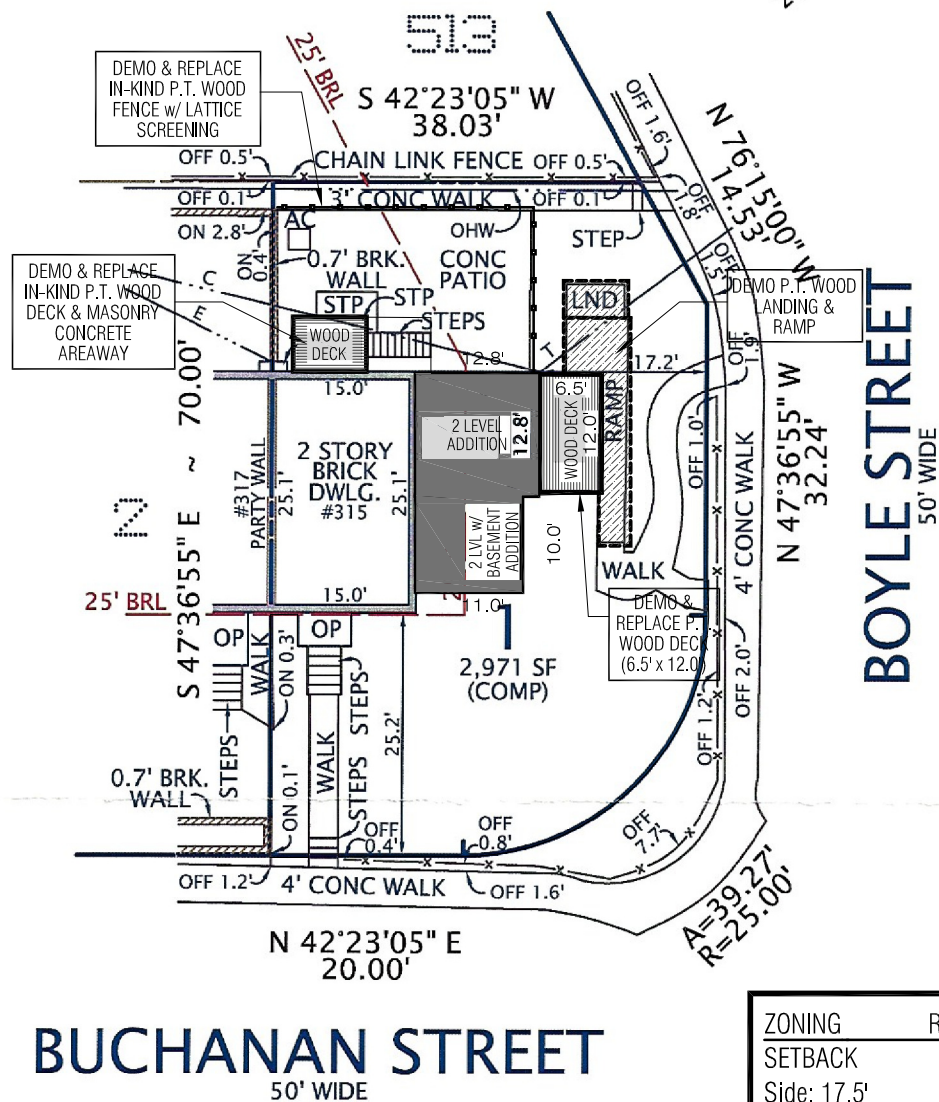 513
DEMO & REPLACE
IN-KIND P.T. WOOD
FENCE w/ LATTICE
SCREENING
25' BRL
S 42°23'05" W
38.03'
OFF 0.5'
CHAIN LINK FENCE
OFF 0.5'
OFF 1.6'
N 76°15'00" W
14.53'
OFF 0.1'
3' CONC WALK
OFF 0.1'
OFF
1.8'
ON 2.8'
AC
OHW
STEP
OFF
1.5'
ON
0.4'
0.7' BRK.
WALL
CONC
PATIO
DEMO & REPLACE
IN-KIND P.T. WOOD
DECK & MASONRY
CONCRETE
AREAWAY
C
E
STP
STP
STEPS
WOOD
DECK
LND
DEMO P.T. WOOD
LANDING &
RAMP
T
12.8'
17.2'
OFF
1.9'
15.0'
6.5'
WOOD DECK
12.0'
RAMP
2 LEVEL
ADDITION
12.8'
2 STORY
BRICK
DWLG.
#315
#317
PARTY WALL
25.1'
25.1'
S 47°36'55" E ~ 70.00'
2
2 LVL w/
BASEMENT
ADDITION
10.0'
OFF 1.0'
4' CONC WALK
N 47°36'55" W
32.24'
BOYLE STREET
50' WIDE
WALK
25' BRL
15.0'
11.0'
2
1
2,971 SF
(COMP)
DEMO &
REPLACE P.
WOOD DECK
(6.5' x 12.0'
OP
OP
WALK
ON 0.3'
STEPS
STEPS
WALK
STEPS
25.2'
OFF 2.0'
OFF 1.2'
0.7' BRK.
WALL
ON 0.1'
OFF
0.4'
OFF
0.8'
OFF
7.7'
OFF 1.2'
4' CONC WALK
OFF 1.6'
A=39.27'
R=25.00'
N 42°23'05" E
20.00'
BUCHANAN STREET
50' WIDE
ZONING R
SETBACK
Side: 17.5'